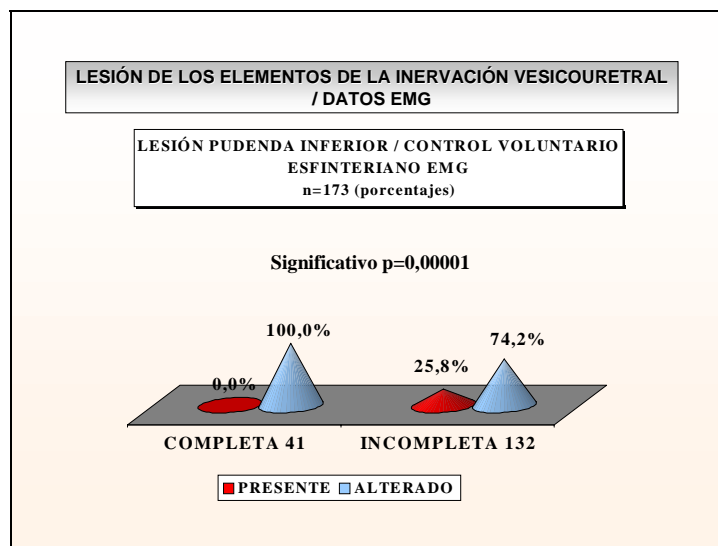 LESIÓN DE LOS ELEMENTOS DE LA INERVACIÓN VESICOURETRAL
/ DATOS EMG
LESIÓN PUDENDA INFERIOR / CONTROL VOLUNTARIO
ESFINTERIANO EMG
n=173 (porcentajes)
Significativo p=0,00001
0,0%
100,0%
25,8%
74,2%
COMPLETA 41
INCOMPLETA 132
PRESENTE
ALTERADO